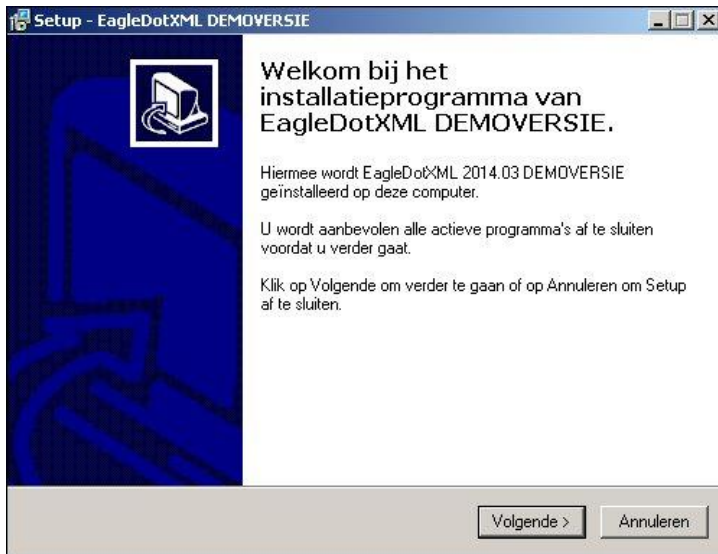 Setup - EagleDotXML DEMOVERSIE
Welkom bij het
installatieprogramma van
EagleDotXML DEMOVERSIE.
Hiermee wordt EagleDotXML 2014.03 DEMOVERSIE
geïnstalleerd op deze computer.
U wordt aanbevolen alle actieve programma's af te sluiten
voordat u verder gaat.
Klik op Volgende om verder te gaan of op Annuleren om Setup
af te sluiten.
Volgende >
Annuleren